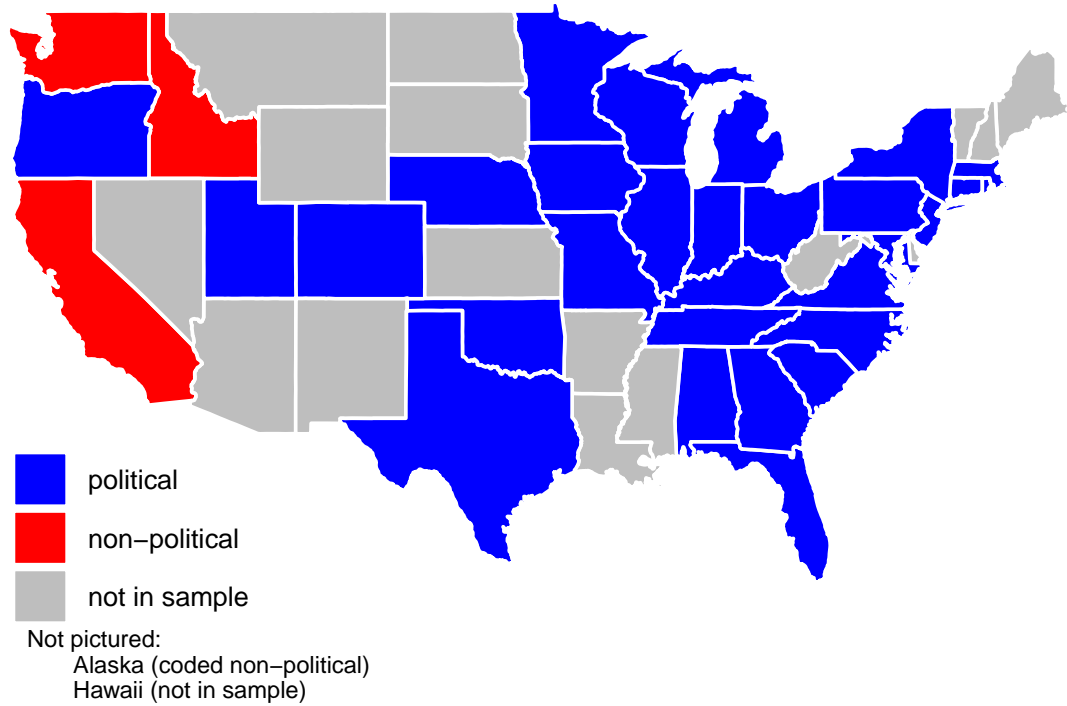 political
non−political
not in sample
Not pictured:
Alaska (coded non−political)
Hawaii (not in sample)